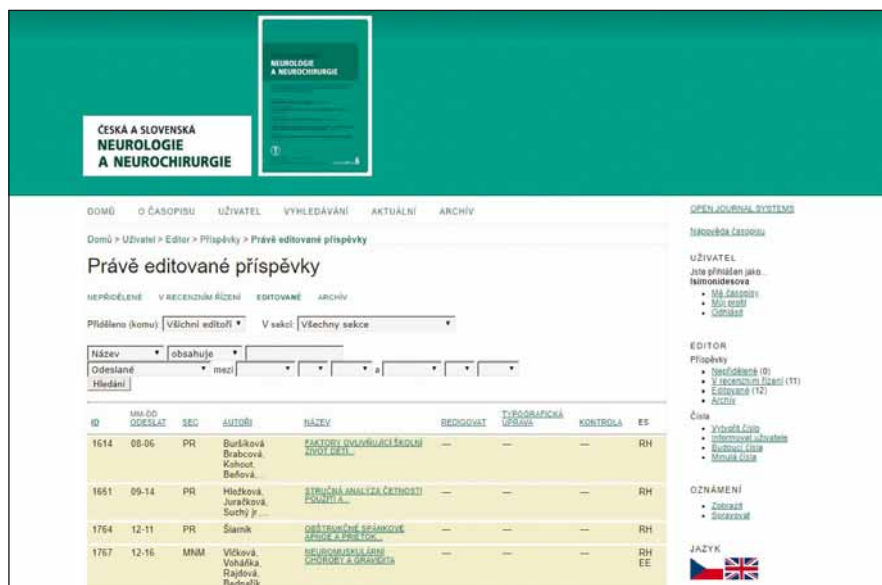 NEUROLOGIE
A NEUROCHIRURGIE
ČESKÁ A SLOVENSKÁ
NEUROLOGIE
A NEUROCHIRURGIE
DOMŮ O ČASOPISU UŽIVATEL VYHLEDÁVÁNÍ AKTUÁLNÍ ARCHÍV
Domů > Uživatel > Editor > Příspěvky > Právě editované příspěvky
Právě editované příspěvky
NEPŘIDĚLENÉ V RECENZNÍM ŘÍZENÍ EDITOVANÉ ARCHÍV
Přiděleno (komu): Všichni editoři V sekci: Všechny sekce
Název obsahuje
Odeslané mezi a
Hledání
ID MM-DD ODESLAT SEC AUTOŘI NÁZEV REDIGOVAT TYPOGRAFICKÁ ÚPRAVA KONTROLA ES
1614 08-06 PR Buršíková FAKTORY OVLIVŇUJÍCÍ ŠKOLNÍ — — — RH
Brabcová, ŽIVOT DĚTÍ...
Kohout,
Beňová,...
1651 09-14 PR Hložková, STRUČNÁ ANALÝZA ČETNOSTI — — — RH
Juračková, POUŽITÍ A...
Suchý jr.,...
1764 12-11 PR Šiarnik OBŠTRUKČNÉ SPÁNKOVÉ — — — RH
APNOE A PRIETOK...
1767 12-16 MNM Vlčková, NEUROMUSKULÁRNÍ — — — RH
Voháňka, CHOROBY A GRAVIDITA EE
Rajdová,
Bednařík,
OPEN JOURNAL SYSTEMS
Nápověda časopisu
UŽIVATEL
Jste přihlášen jako...
tsimonidesova
Mé časopisy
Můj profil
Odhlásit
EDITOR
Příspěvky
Nepřidělené (0)
V recenzním řízení (11)
Editované (12)
Archív
Čísla
Vytvořit číslo
Informovat uživatele
Budoucí čísla
Minulá čísla
OZNÁMENÍ
Zobrazit
Spravovat
JAZYK